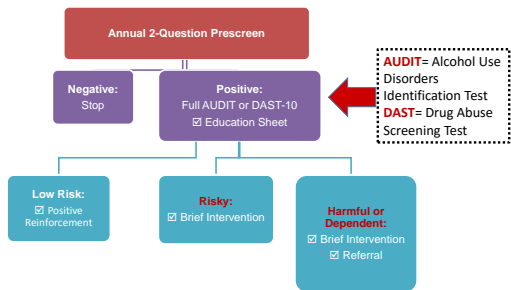 Annual 2-Question Prescreen
Negative:
Stop
Positive:
Full AUDIT or DAST-10
☑ Education Sheet
AUDIT= Alcohol Use
Disorders
Identification Test
DAST= Drug Abuse
Screening Test
Low Risk:
☑ Positive
Reinforcement
Risky:
☑ Brief Intervention
Harmful or
Dependent:
☑ Brief Intervention
☑ Referral